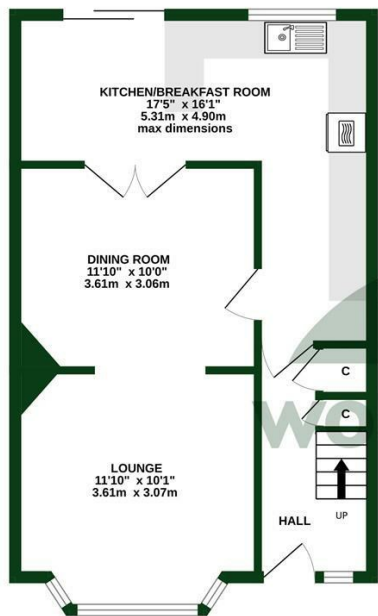 KITCHEN/BREAKFAST ROOM
17'5" x 16'1"
5.31m x 4.90m
max dimensions
DINING ROOM
11'10" x 10'0"
3.61m x 3.06m
C
C
WO
LOUNGE
11'10" x 10'1"
3.61m x 3.07m
UP
HALL